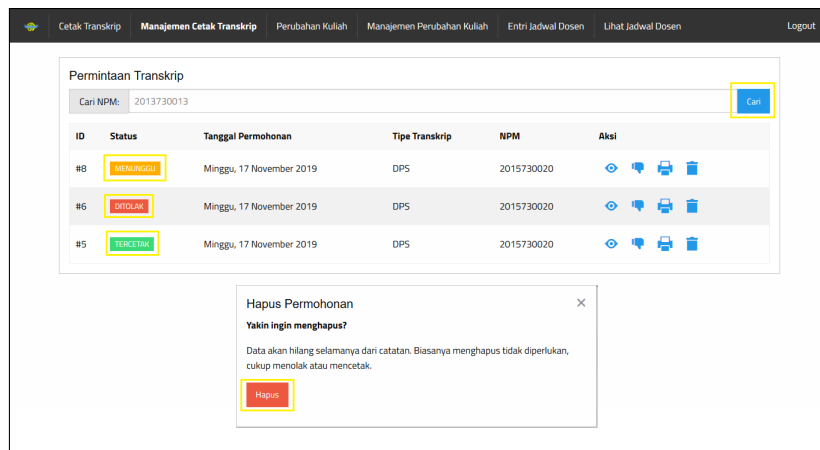 Cetak Transkrip Manajemen Cetak Transkrip Perubahan Kuliah Manajemen Perubahan Kuliah Entri Jadwal Dosen Lihat Jadwal Dosen Logout
Permintaan Transkrip
Cari NPM: 2013730013 Cari
ID Status Tanggal Permohonan Tipe Transkrip NPM Aksi
#8 MENUNGGU Minggu, 17 November 2019 DPS 2015730020
#6 DITOLAK Minggu, 17 November 2019 DPS 2015730020
#5 TERCETAK Minggu, 17 November 2019 DPS 2015730020
Hapus Permohonan
Yakin ingin menghapus?
Data akan hilang selamanya dari catatan. Biasanya menghapus tidak diperlukan,
cukup menolak atau mencetak.
Hapus